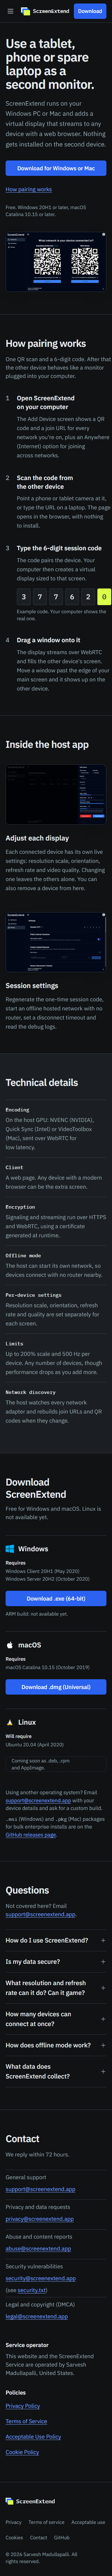 ScreenExtend
Download
Use a tablet,
phone or spare
laptop as a
second monitor.
ScreenExtend runs on your
Windows PC or Mac and adds a
virtual display that streams to any
device with a web browser. Nothing
gets installed on the second device.
Download for Windows or Mac
How pairing works
Free. Windows 20H1 or later, macOS
Catalina 10.15 or later.
How pairing works
One QR scan and a 6-digit code. After that
the other device behaves like a monitor
plugged into your computer.
1 Open ScreenExtend
on your computer
The Add Device screen shows a QR
code and a join URL for every
network you're on, plus an Anywhere
(Internet) option for joining
across networks.
2 Scan the code from
the other device
Point a phone or tablet camera at it,
or type the URL on a laptop. The page
opens in the browser, with nothing
to install.
3 Type the 6-digit session code
The code pairs the device. Your
computer then creates a virtual
display sized to that screen.
3 7 7 6 2 0
Example code. Your computer shows the
real one.
4 Drag a window onto it
The display streams over WebRTC
and fills the other device's screen.
Move a window past the edge of your
main screen and it shows up on the
other device.
Inside the host app
Adjust each display
Each connected device has its own live
settings: resolution and scale, orientation,
refresh rate and video quality. Changing
one leaves the others alone. You can
also remove a device from here.
Session settings
Regenerate the one-time session code,
start an offline hosted network with no
router, set a disconnect timeout and
read the debug logs.
Technical details
Encoding
On the host GPU: NVENC (NVIDIA),
Quick Sync (Intel) or VideoToolbox
(Mac), sent over WebRTC for
low latency.
Client
A web page. Any device with a modern
browser can be the extra screen.
Encryption
Signaling and streaming run over HTTPS
and WebRTC, using a certificate
generated at runtime.
Offline mode
The host can start its own network, so
devices connect with no router nearby.
Per-device settings
Resolution scale, orientation, refresh
rate and quality are set separately for
each screen.
Limits
Up to 200% scale and 500 Hz per
device. Any number of devices, though
performance drops as you add more.
Network discovery
The host watches every network
adapter and rebuilds join URLs and QR
codes when they change.
Download
ScreenExtend
Free for Windows and macOS. Linux is
not available yet.
Windows
Requires
Windows Client 20H1 (May 2020)
Windows Server 20H2 (October 2020)
Download .exe (64-bit)
ARM build: not available yet.
macOS
Requires
macOS Catalina 10.15 (October 2019)
Download .dmg (Universal)
Linux
Will require
Ubuntu 20.04 (April 2020)
Coming soon as .deb, .rpm
and AppImage.
Using another operating system? Email
support@screenextend.app with your
device details and ask for a custom build.
.msi (Windows) and .pkg (Mac) packages
for bulk enterprise installs are on the
GitHub releases page.
Questions
Not covered here? Email
support@screenextend.app.
How do I use ScreenExtend?
Is my data secure?
What resolution and refresh
rate can it do? Can it game?
How many devices can
connect at once?
How does offline mode work?
What data does
ScreenExtend collect?
Contact
We reply within 72 hours.
General support
support@screenextend.app
Privacy and data requests
privacy@screenextend.app
Abuse and content reports
abuse@screenextend.app
Security vulnerabilities
security@screenextend.app
(see security.txt)
Legal and copyright (DMCA)
legal@screenextend.app
Service operator
This website and the ScreenExtend
Service are operated by Sarvesh
Madullapalli, United States.
Policies
Privacy Policy
Terms of Service
Acceptable Use Policy
Cookie Policy
ScreenExtend
Privacy Terms of service Acceptable use
Cookies Contact GitHub
© 2026 Sarvesh Madullapalli. All
rights reserved.